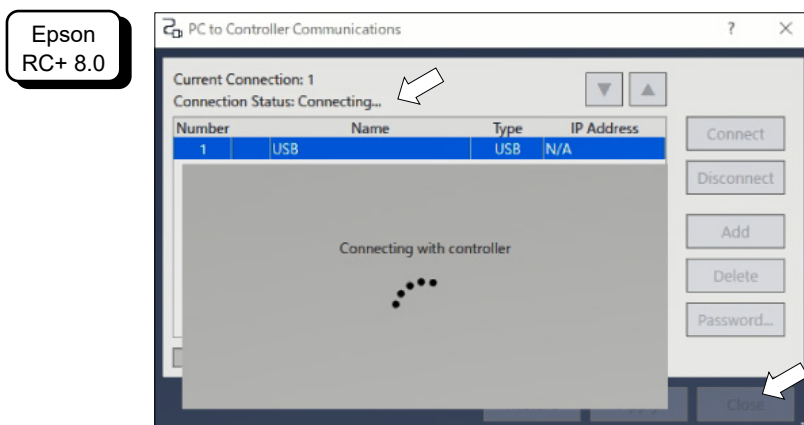 Epson
RC+ 8.0
PC to Controller Communications
Current Connection: 1
Connection Status: Connecting...
Number Name Type IP Address
1 USB USB N/A
Connect
Disconnect
Add
Delete
Password...
Connecting with controller
Close